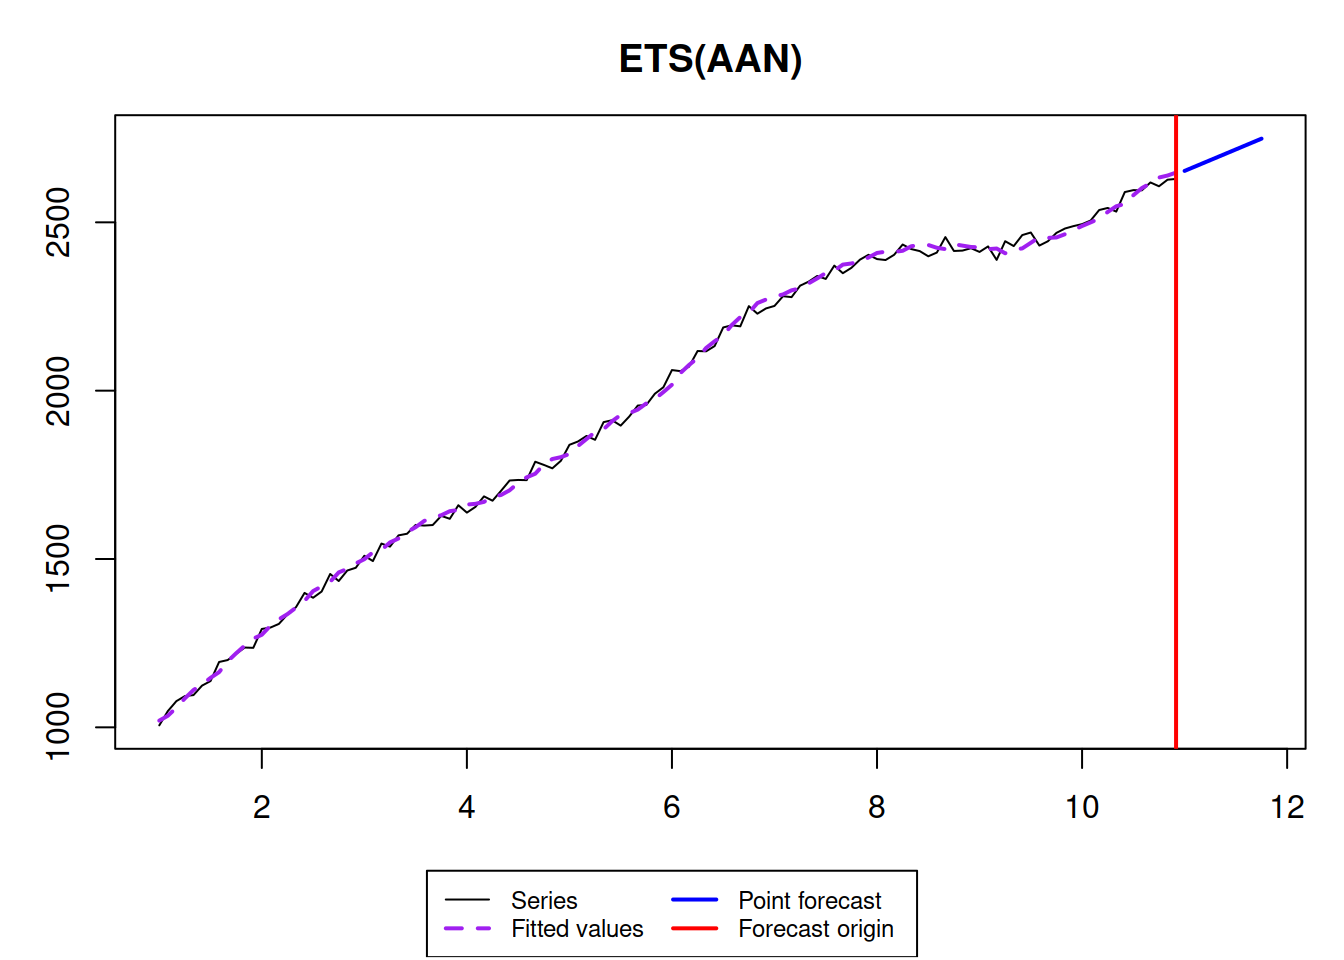 ETS(AAN)
2500
2000
1500
1000
2 4 6 8 10 12
Series Point forecast
Fitted values Forecast origin